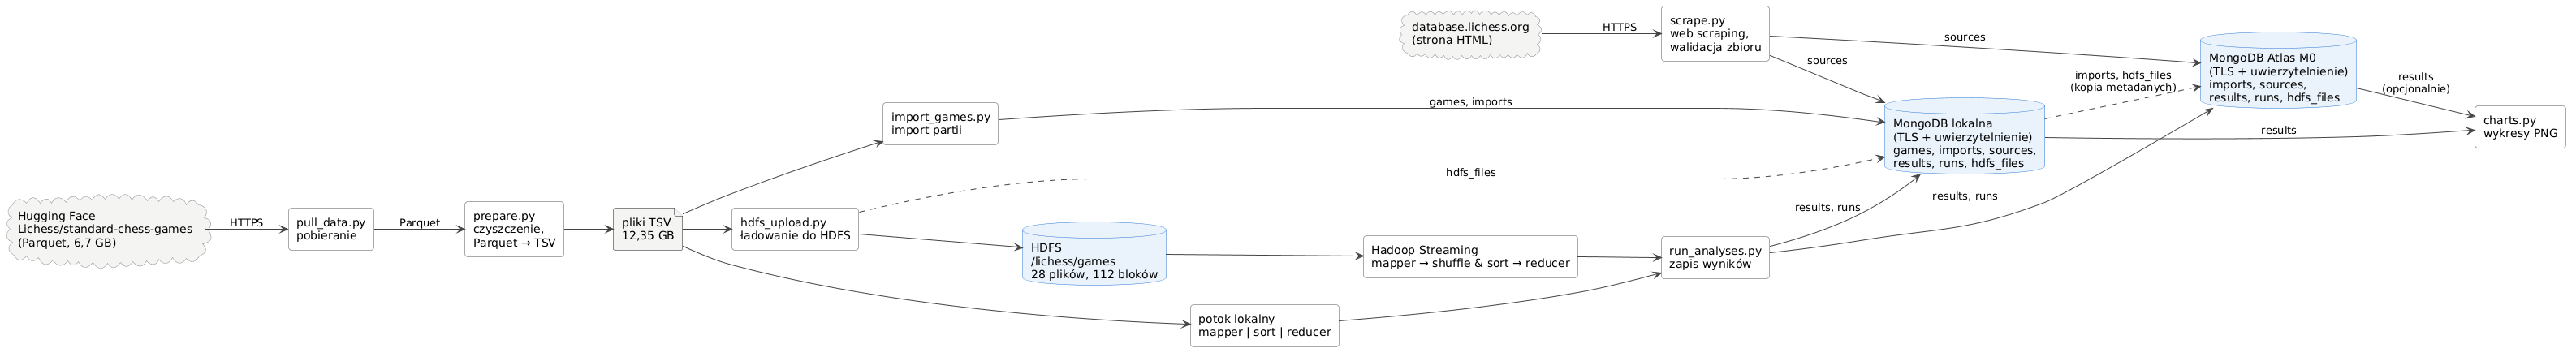 database.lichess.org
(strona HTML)
HTTPS
scrape.py
web scraping,
walidacja zbioru
sources
sources
MongoDB Atlas M0
(TLS + uwierzytelnienie)
imports, sources,
results, runs, hdfs_files
imports, hdfs_files
(kopia metadanych)
results
(opcjonalnie)
import_games.py
import partii
games, imports
MongoDB lokalna
(TLS + uwierzytelnienie)
games, imports, sources,
results, runs, hdfs_files
results
charts.py
wykresy PNG
hdfs_files
results, runs
results, runs
Hugging Face
Lichess/standard-chess-games
(Parquet, 6,7 GB)
HTTPS
pull_data.py
pobieranie
Parquet
prepare.py
czyszczenie,
Parquet → TSV
pliki TSV
12,35 GB
hdfs_upload.py
ładowanie do HDFS
HDFS
/lichess/games
28 plików, 112 bloków
Hadoop Streaming
mapper → shuffle & sort → reducer
run_analyses.py
zapis wyników
potok lokalny
mapper | sort | reducer